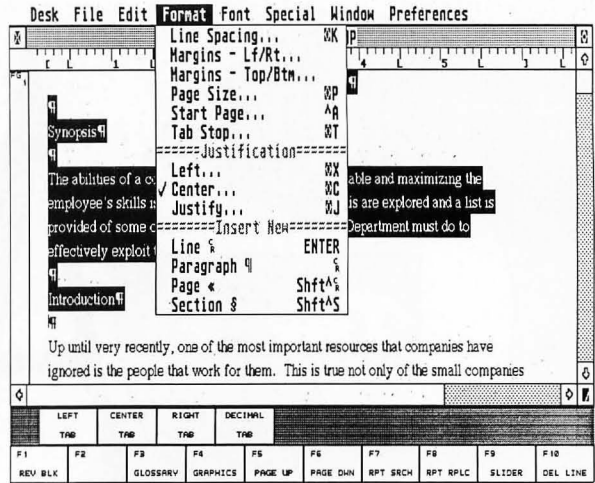 Desk File Edit Format Font Special Window Preferences
Line Spacing... ⌘K
Margins - Lf/Rt...
Margins - Top/Btm...
Page Size... ⌘P
Start Page... ^A
Tab Stop... ⌘T
======Justification======
Left... ⌘X
✓ Center... ⌘C
Justify... ⌘J
======Insert New======
Line ENTER
Paragraph ¶
Page « Shft^
Section § Shft^S
¶
¶
Synopsis¶
¶
The abilities of a able and maximizing the
employee's skills is are explored and a list is
provided of some Department must do to
effectively exploit
¶
Introduction¶
¶
Up until very recently, one of the most important resources that companies have
ignored is the people that work for them. This is true not only of the small companies
LEFT TAB CENTER TAB RIGHT TAB DECIMAL TAB
F1 F2 F3 F4 F5 F6 F7 F8 F9 F10
REV BLK GLOSSARY GRAPHICS PAGE UP PAGE DWN RPT SRCH RPT RPLC SLIDER DEL LINE